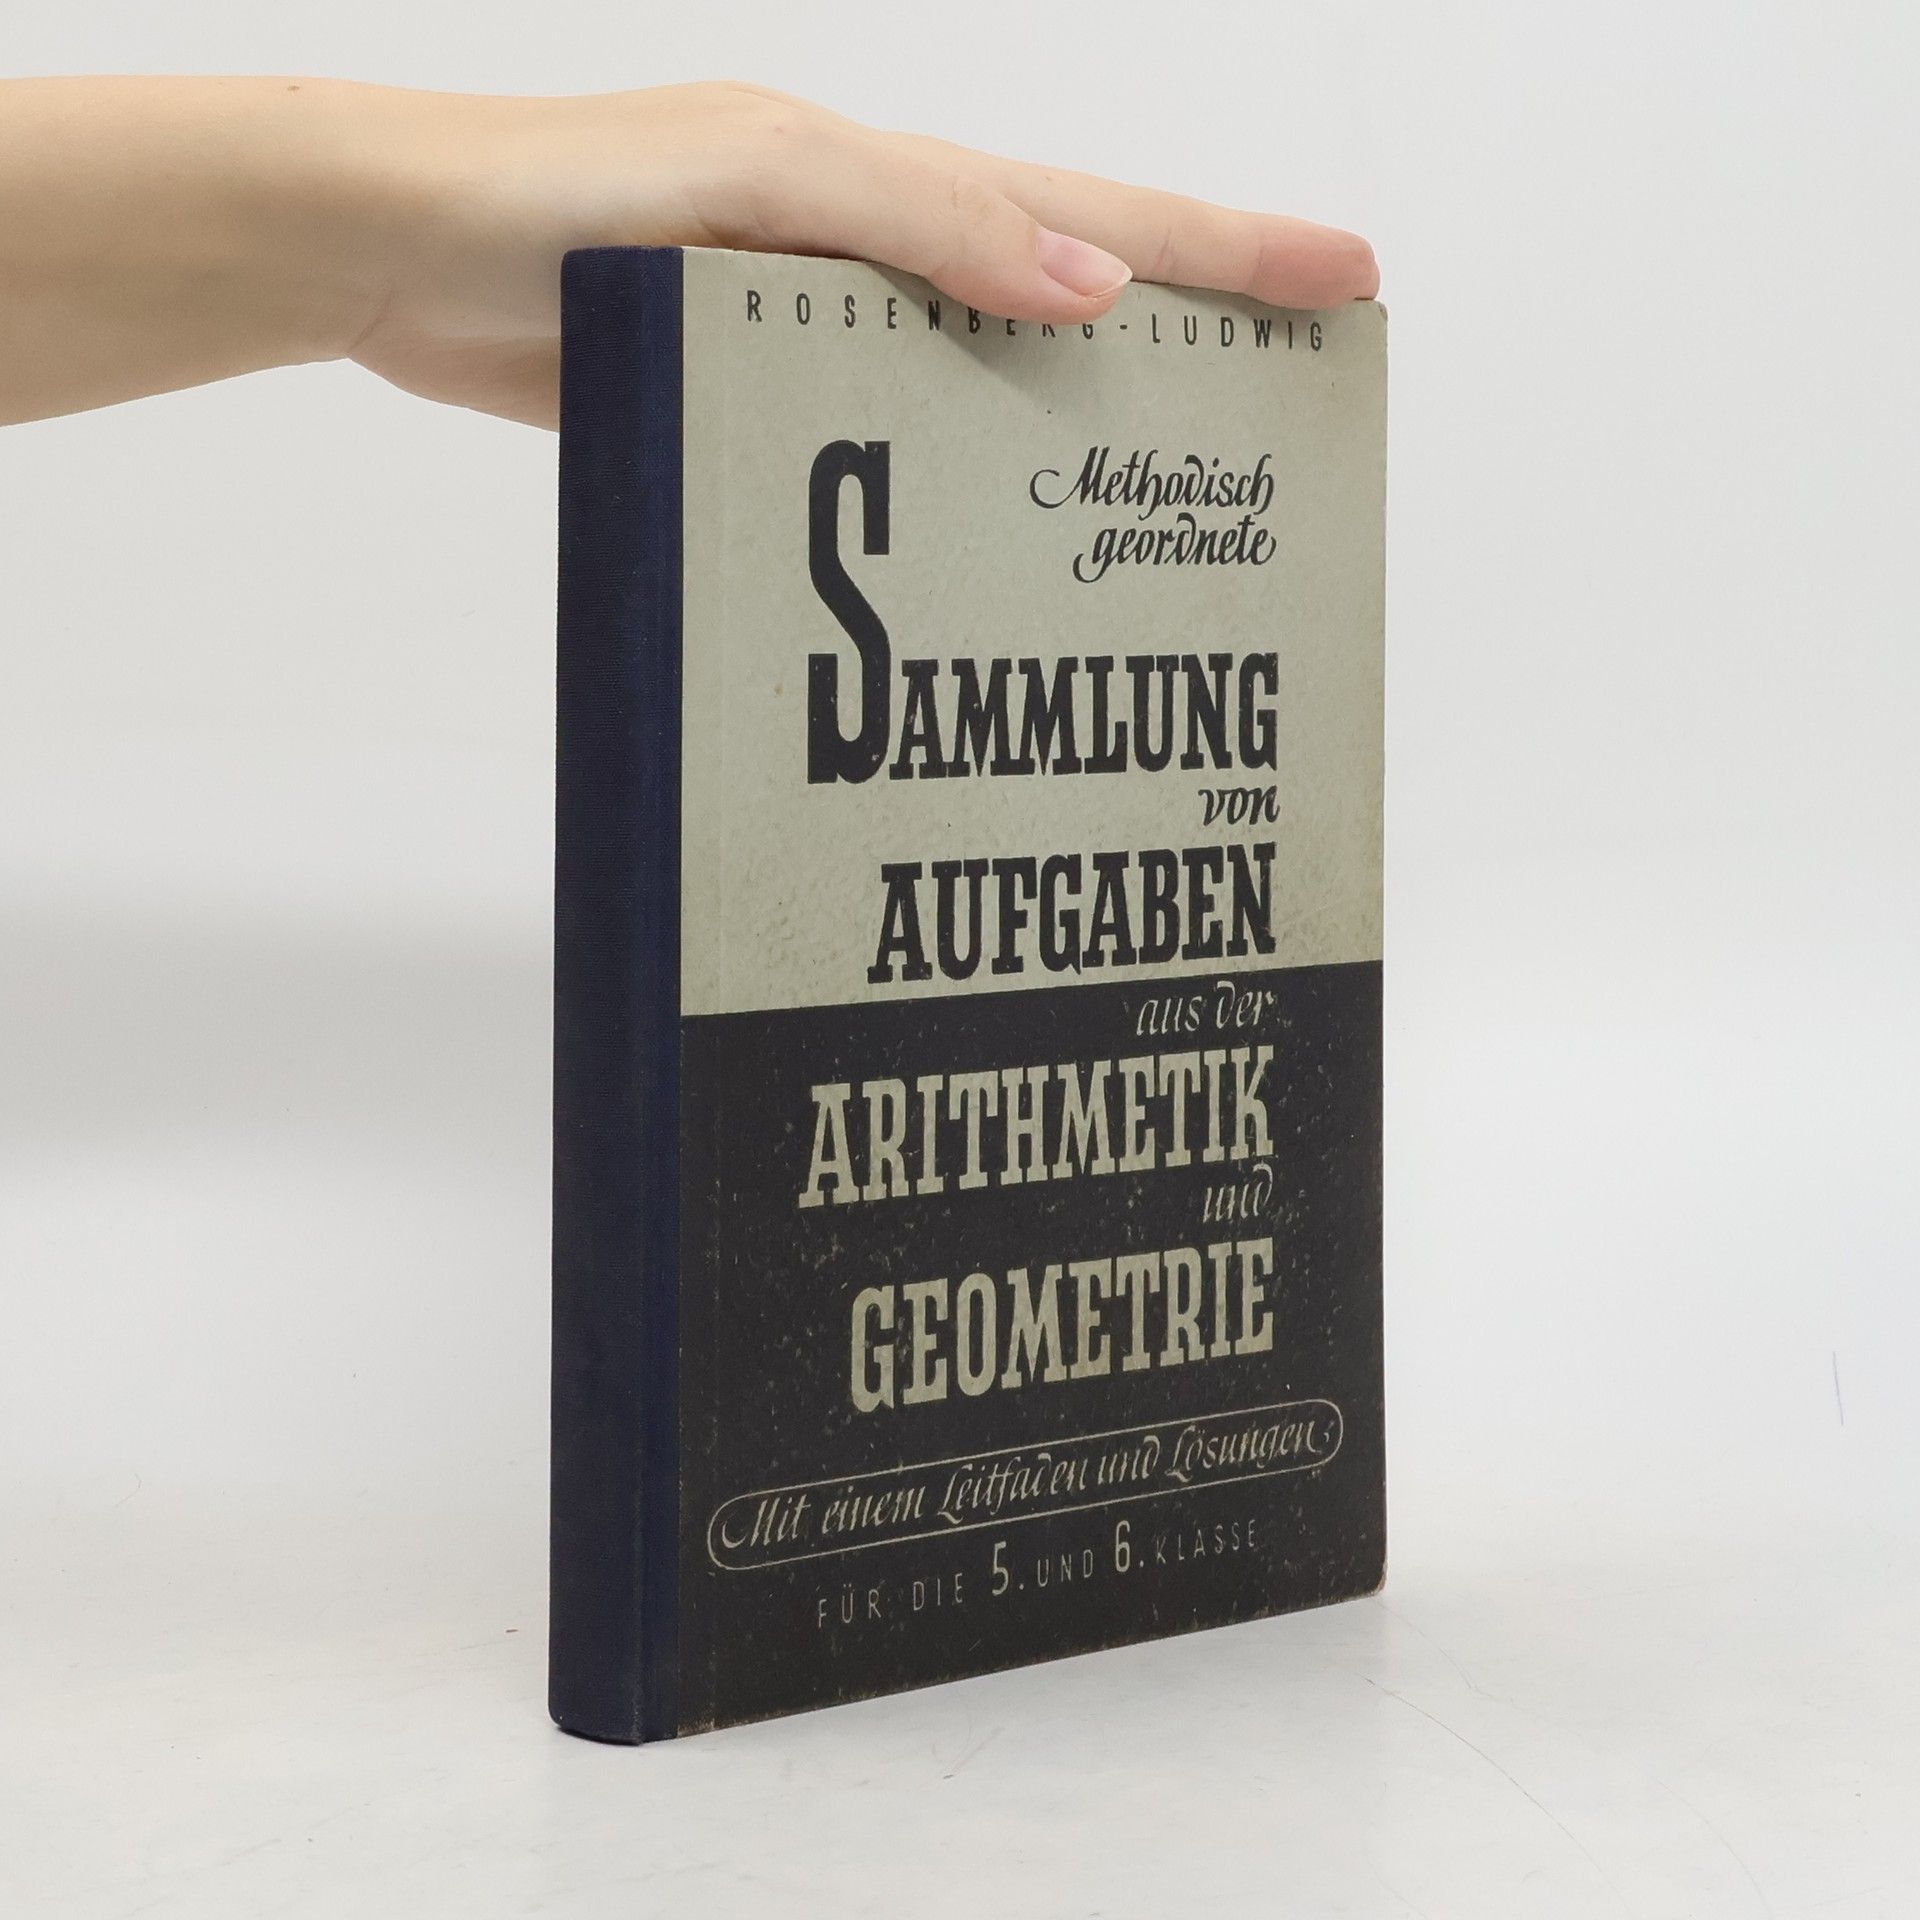 ROSENBERG-LUDWIG
Methodisch
geordnete
SAMMLUNG
von
AUFGABEN
aus der
ARITHMETIK
und
GEOMETRIE
Mit einem Leitfaden und Lösungen
FÜR DIE 5. UND 6. KLASSE